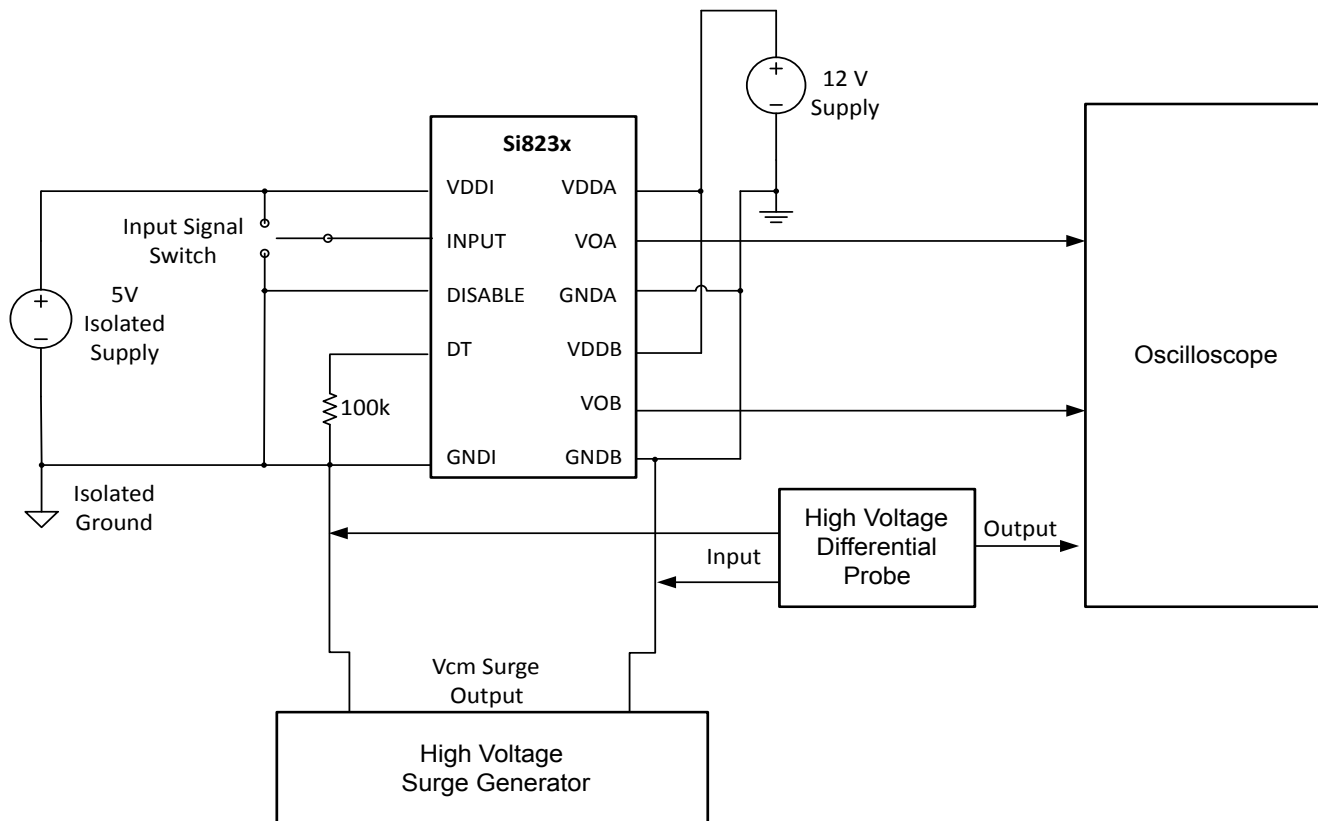 12 V
Supply
Si823x
VDDI
VDDA
Input Signal
Switch
INPUT
VOA
5V
Isolated
Supply
DISABLE
GNDA
DT
VDDB
Oscilloscope
100k
VOB
GNDI
GNDB
Isolated
Ground
High Voltage
Differential
Probe
Input
Output
Vcm Surge
Output
High Voltage
Surge Generator